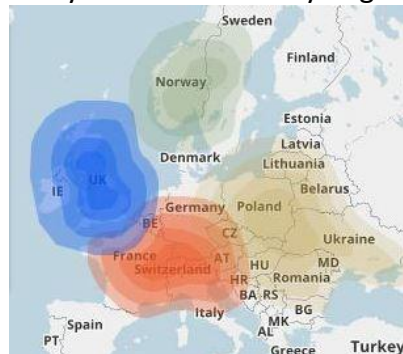 Sweden
Finland
Norway
Estonia
Latvia
Denmark
Lithuania
Belarus
IE
UK
Germany
Poland
BE
CZ
Ukraine
France
AT
HU
MD
Switzerland
Romania
HR
BA RS
Italy
BG
Spain
MK
PT
AL
Turkey
Greece